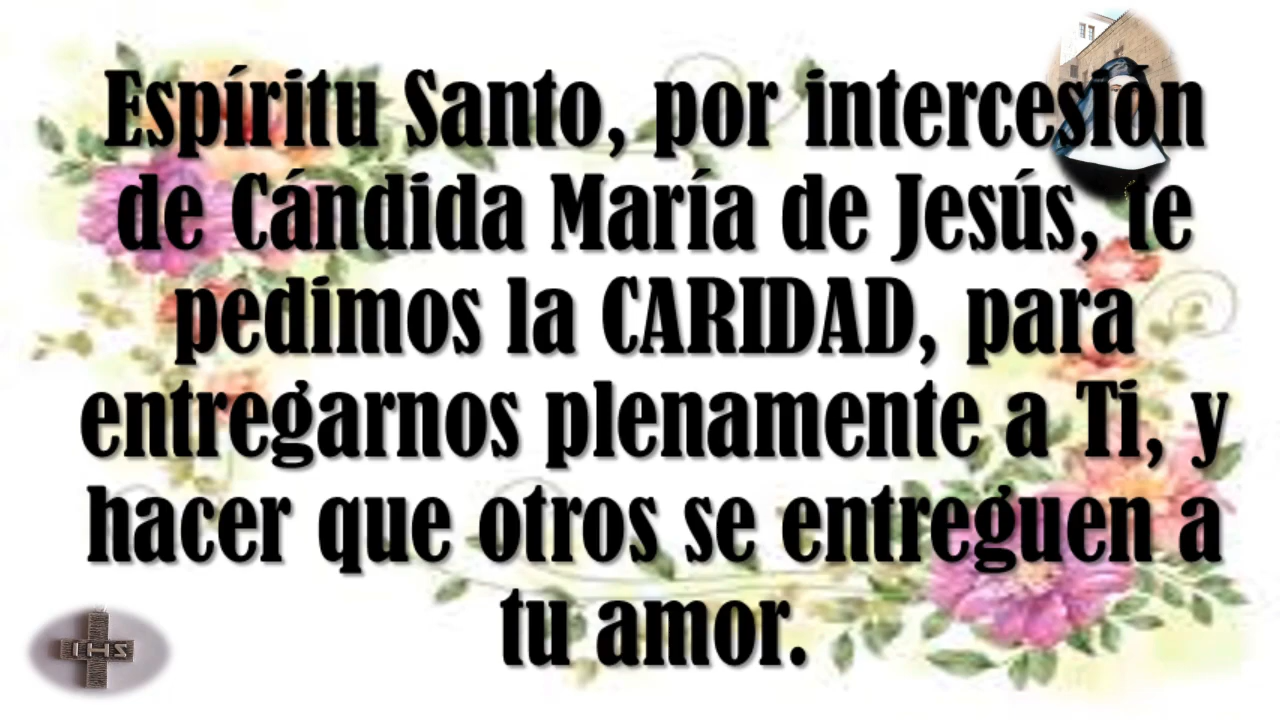 Espíritu Santo, por intercesión
de Cándida María de Jesús, te
pedimos la CARIDAD, para
entregarnos plenamente a Ti, y
hacer que otros se entreguen a
tu amor.
IHS